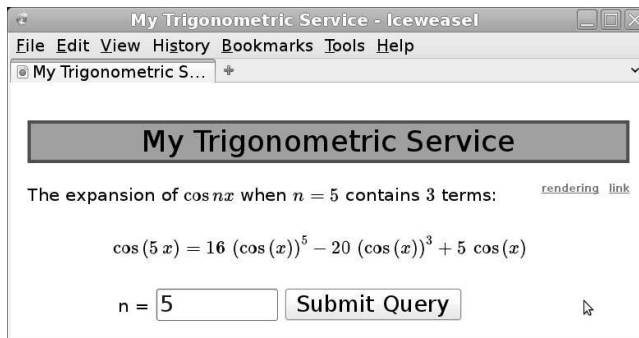 My Trigonometric Service - Iceweasel
File Edit View History Bookmarks Tools Help
My Trigonometric S...
My Trigonometric Service
The expansion of cos nx when n = 5 contains 3 terms: rendering link
cos (5 x) = 16 (cos (x))^5 − 20 (cos (x))^3 + 5 cos (x)
n = 5 Submit Query